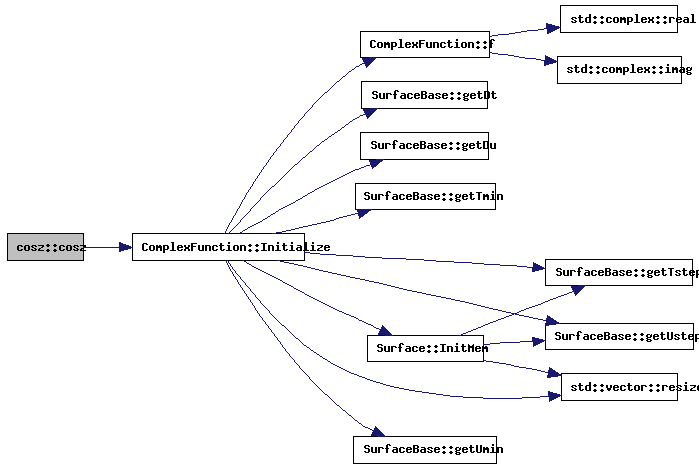 std::complex::real
ComplexFunction::f
std::complex::imag
SurfaceBase::getDt
SurfaceBase::getDu
SurfaceBase::getTmin
cosz::cosz
ComplexFunction::Initialize
SurfaceBase::getTstep
SurfaceBase::getUstep
Surface::InitMem
std::vector::resize
SurfaceBase::getUmin